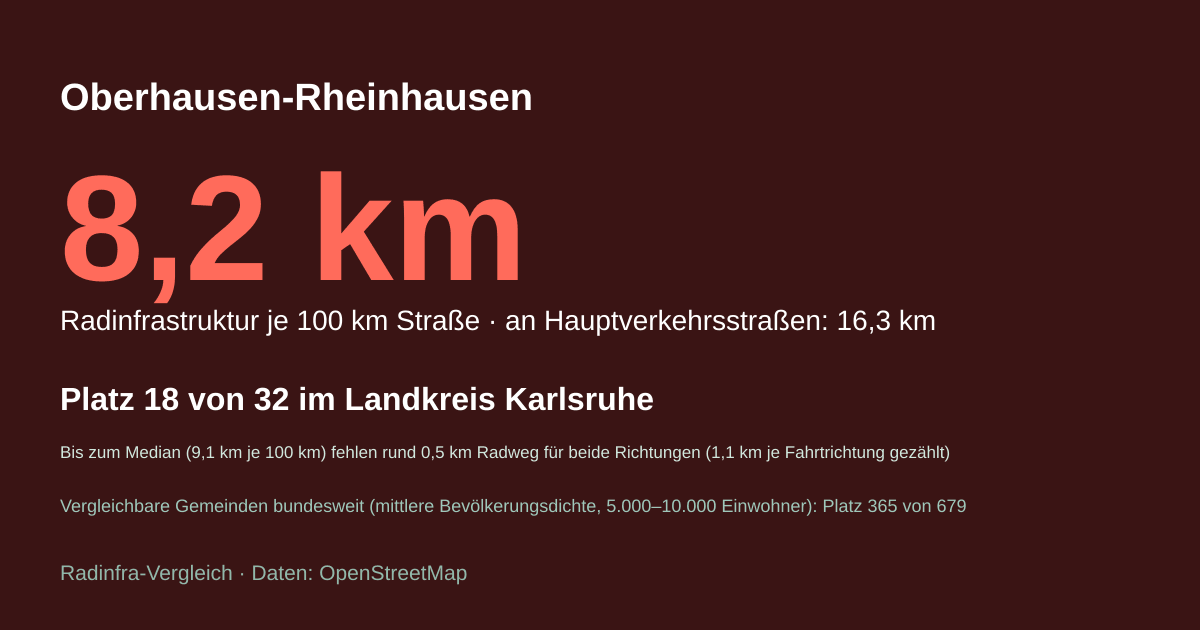 Oberhausen-Rheinhausen
8,2 km
Radinfrastruktur je 100 km Straße · an Hauptverkehrsstraßen: 16,3 km
Platz 18 von 32 im Landkreis Karlsruhe
Bis zum Median (9,1 km je 100 km) fehlen rund 0,5 km Radweg für beide Richtungen (1,1 km je Fahrtrichtung gezählt)
Vergleichbare Gemeinden bundesweit (mittlere Bevölkerungsdichte, 5.000–10.000 Einwohner): Platz 365 von 679
Radinfra-Vergleich · Daten: OpenStreetMap